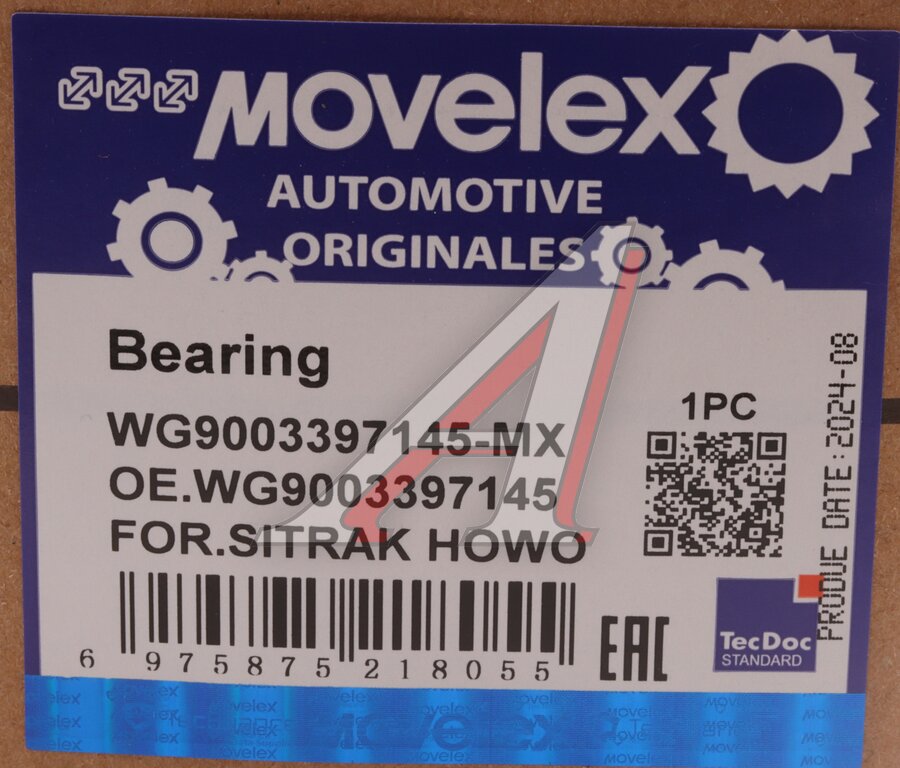 MOVELEX
AUTOMOTIVE
ORIGINALES
Bearing
WG9003397145-MX
OE.WG9003397145
FOR.SITRAK HOWO
1PC
PRODUE DATE:2024-08
6 975875 218055
EAC
TecDoc
STANDARD